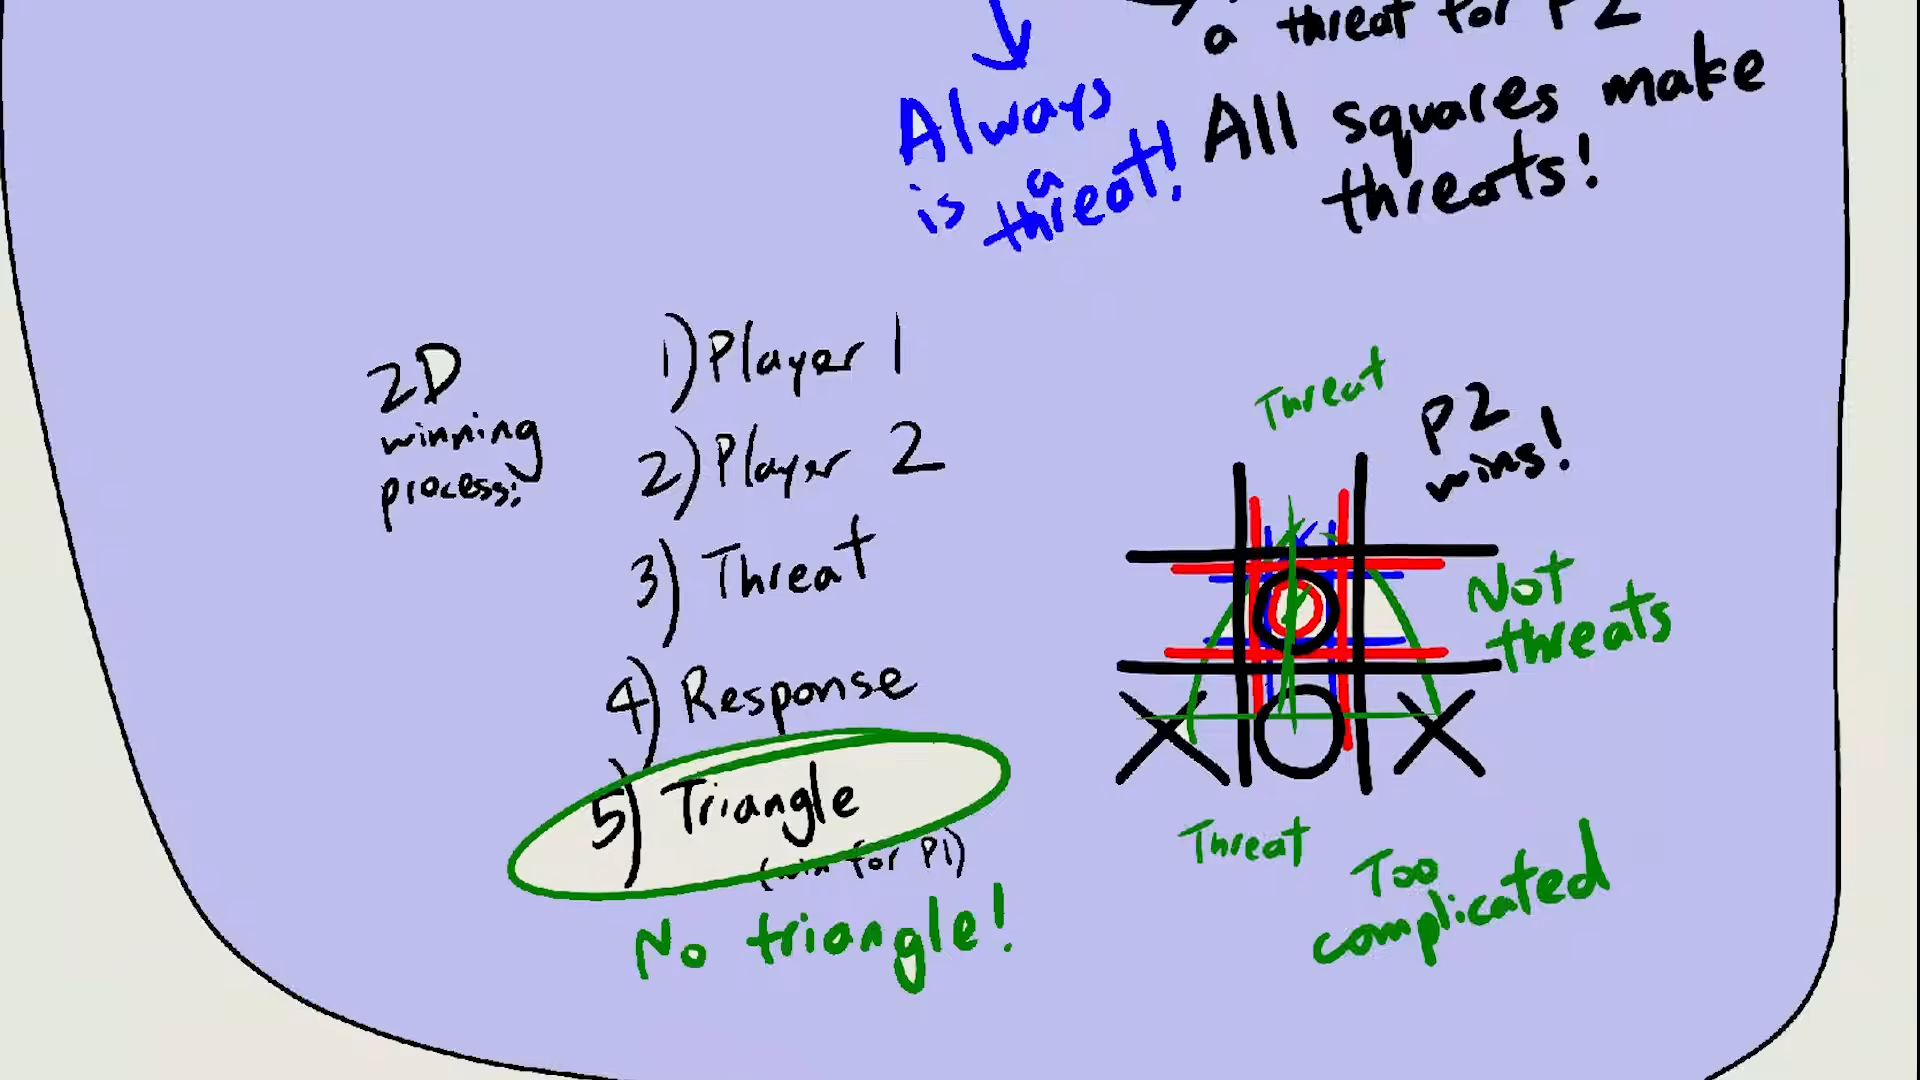 a threat for P2
Always
is a
threat!
All squares make
threats!
2D
winning
process:
1) Player 1
2) Player 2
3) Threat
4) Response
5) Triangle
(win for P1)
No triangle!
Threat
P2
wins!
Not
threats
X O X
Threat
Too
complicated